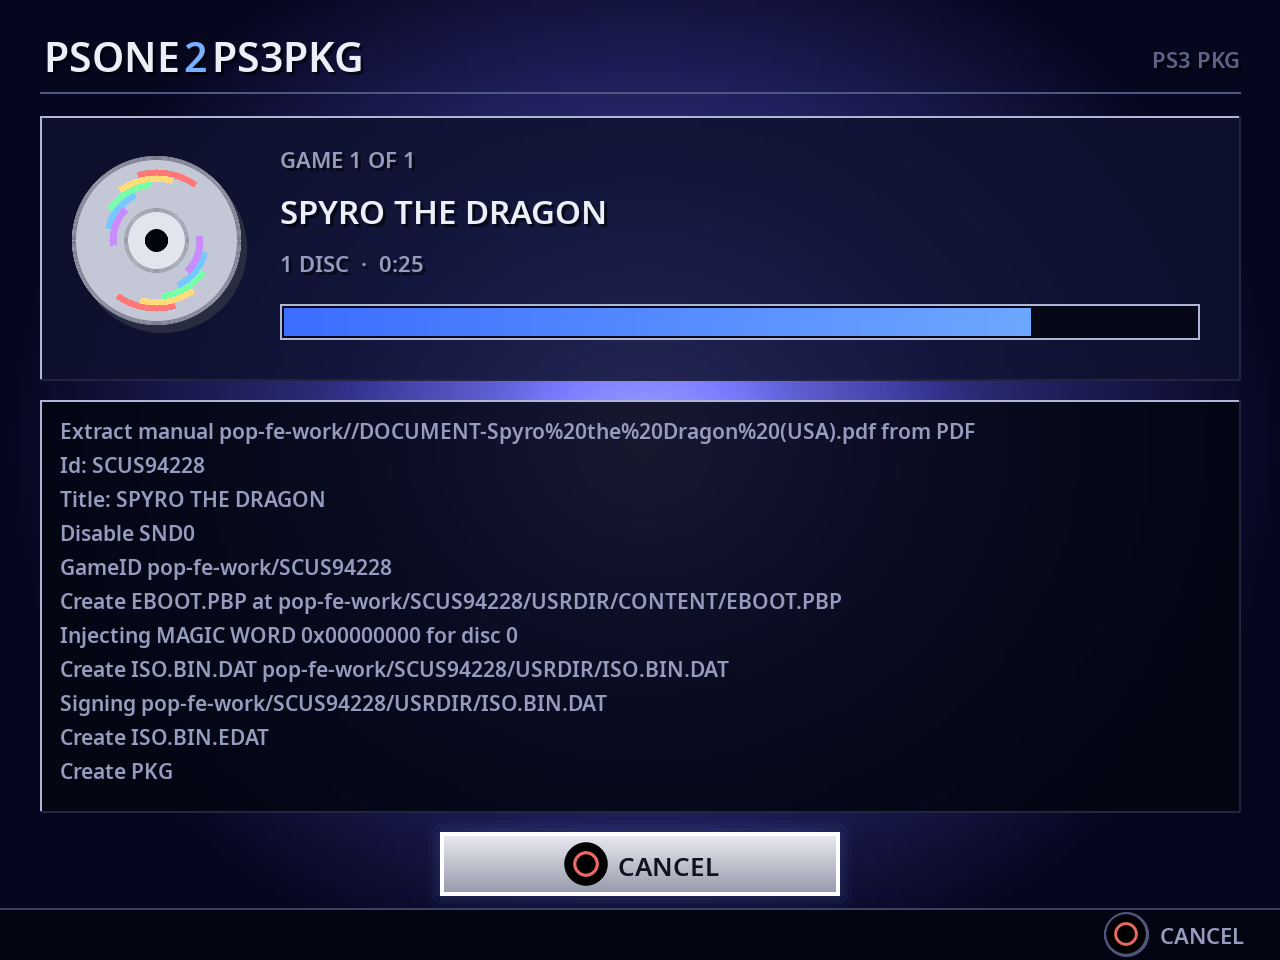 PSONE2PS3PKG
PS3 PKG
GAME 1 OF 1
SPYRO THE DRAGON
1 DISC · 0:25
Extract manual pop-fe-work//DOCUMENT-Spyro%20the%20Dragon%20(USA).pdf from PDF
Id: SCUS94228
Title: SPYRO THE DRAGON
Disable SND0
GameID pop-fe-work/SCUS94228
Create EBOOT.PBP at pop-fe-work/SCUS94228/USRDIR/CONTENT/EBOOT.PBP
Injecting MAGIC WORD 0x00000000 for disc 0
Create ISO.BIN.DAT pop-fe-work/SCUS94228/USRDIR/ISO.BIN.DAT
Signing pop-fe-work/SCUS94228/USRDIR/ISO.BIN.DAT
Create ISO.BIN.EDAT
Create PKG
CANCEL
CANCEL